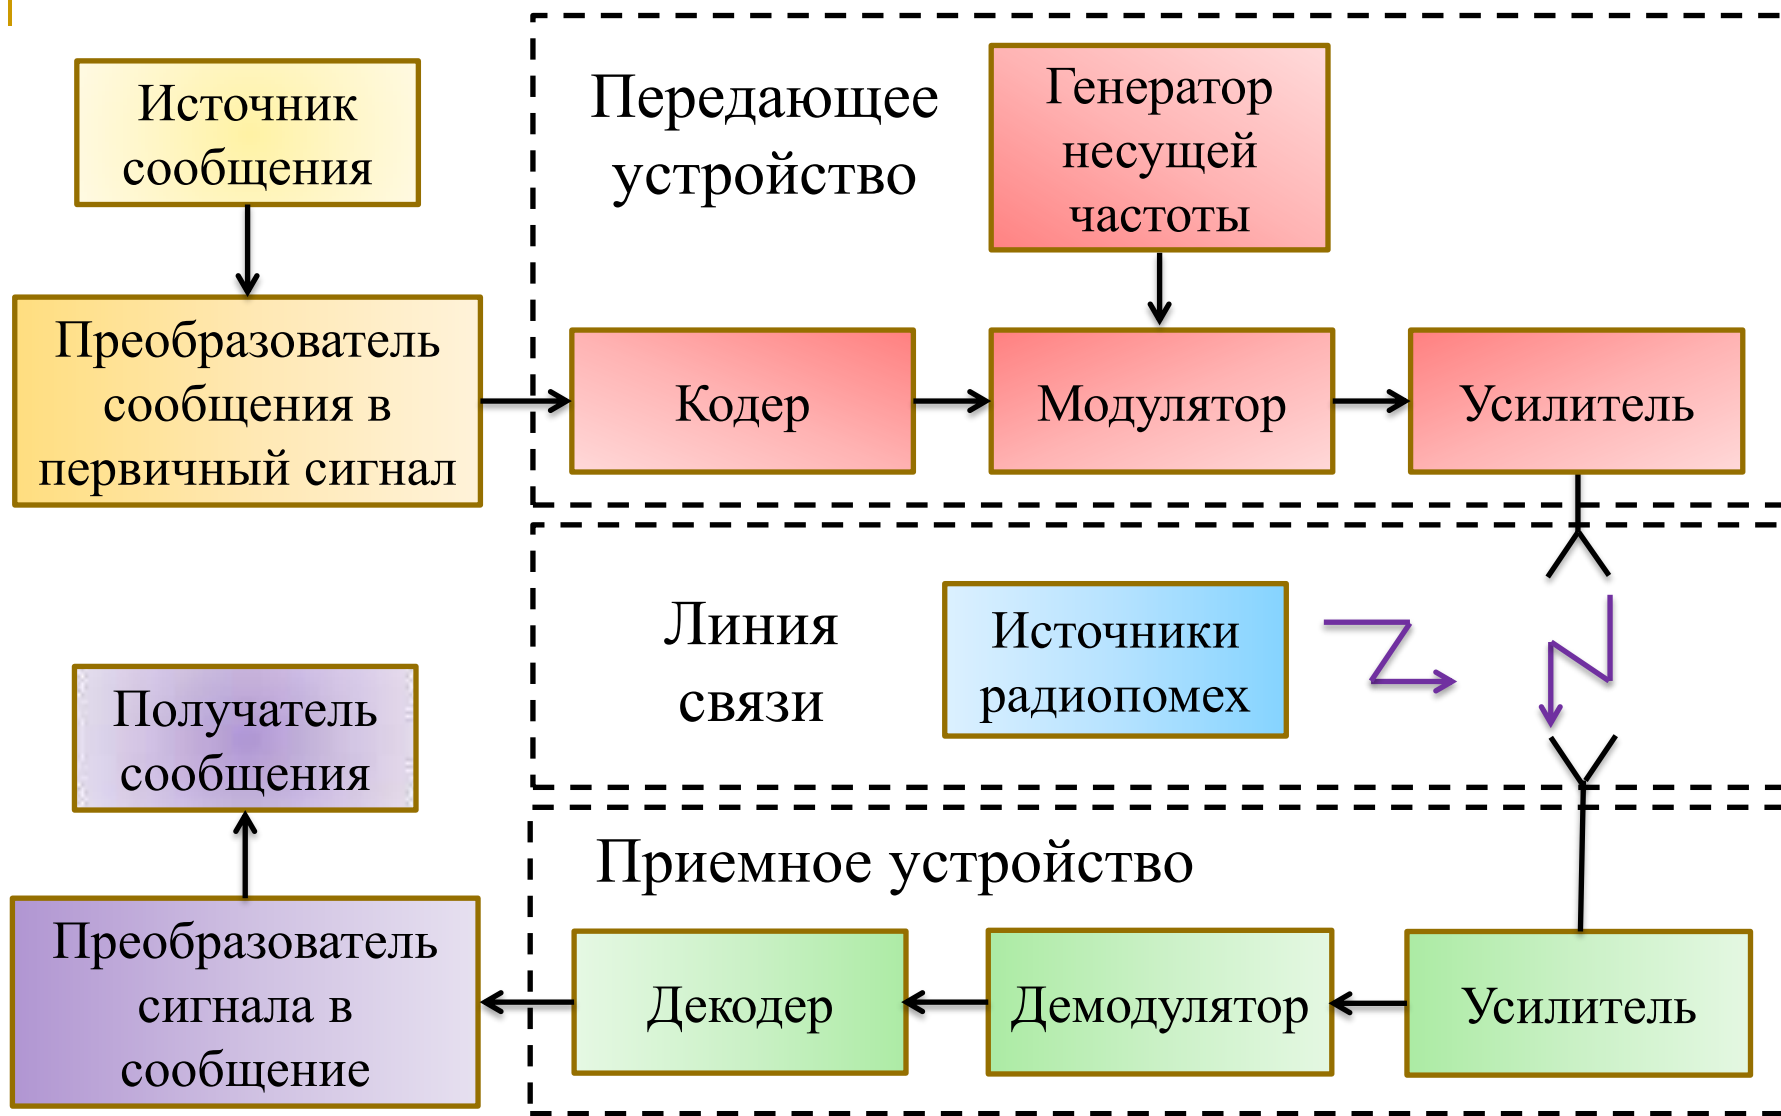 Источник
сообщения
Преобразователь
сообщения в
первичный сигнал
Передающее
устройство
Генератор
несущей
частоты
Кодер
Модулятор
Усилитель
Линия
связи
Источники
радиопомех
Приемное устройство
Усилитель
Демодулятор
Декодер
Преобразователь
сигнала в
сообщение
Получатель
сообщения